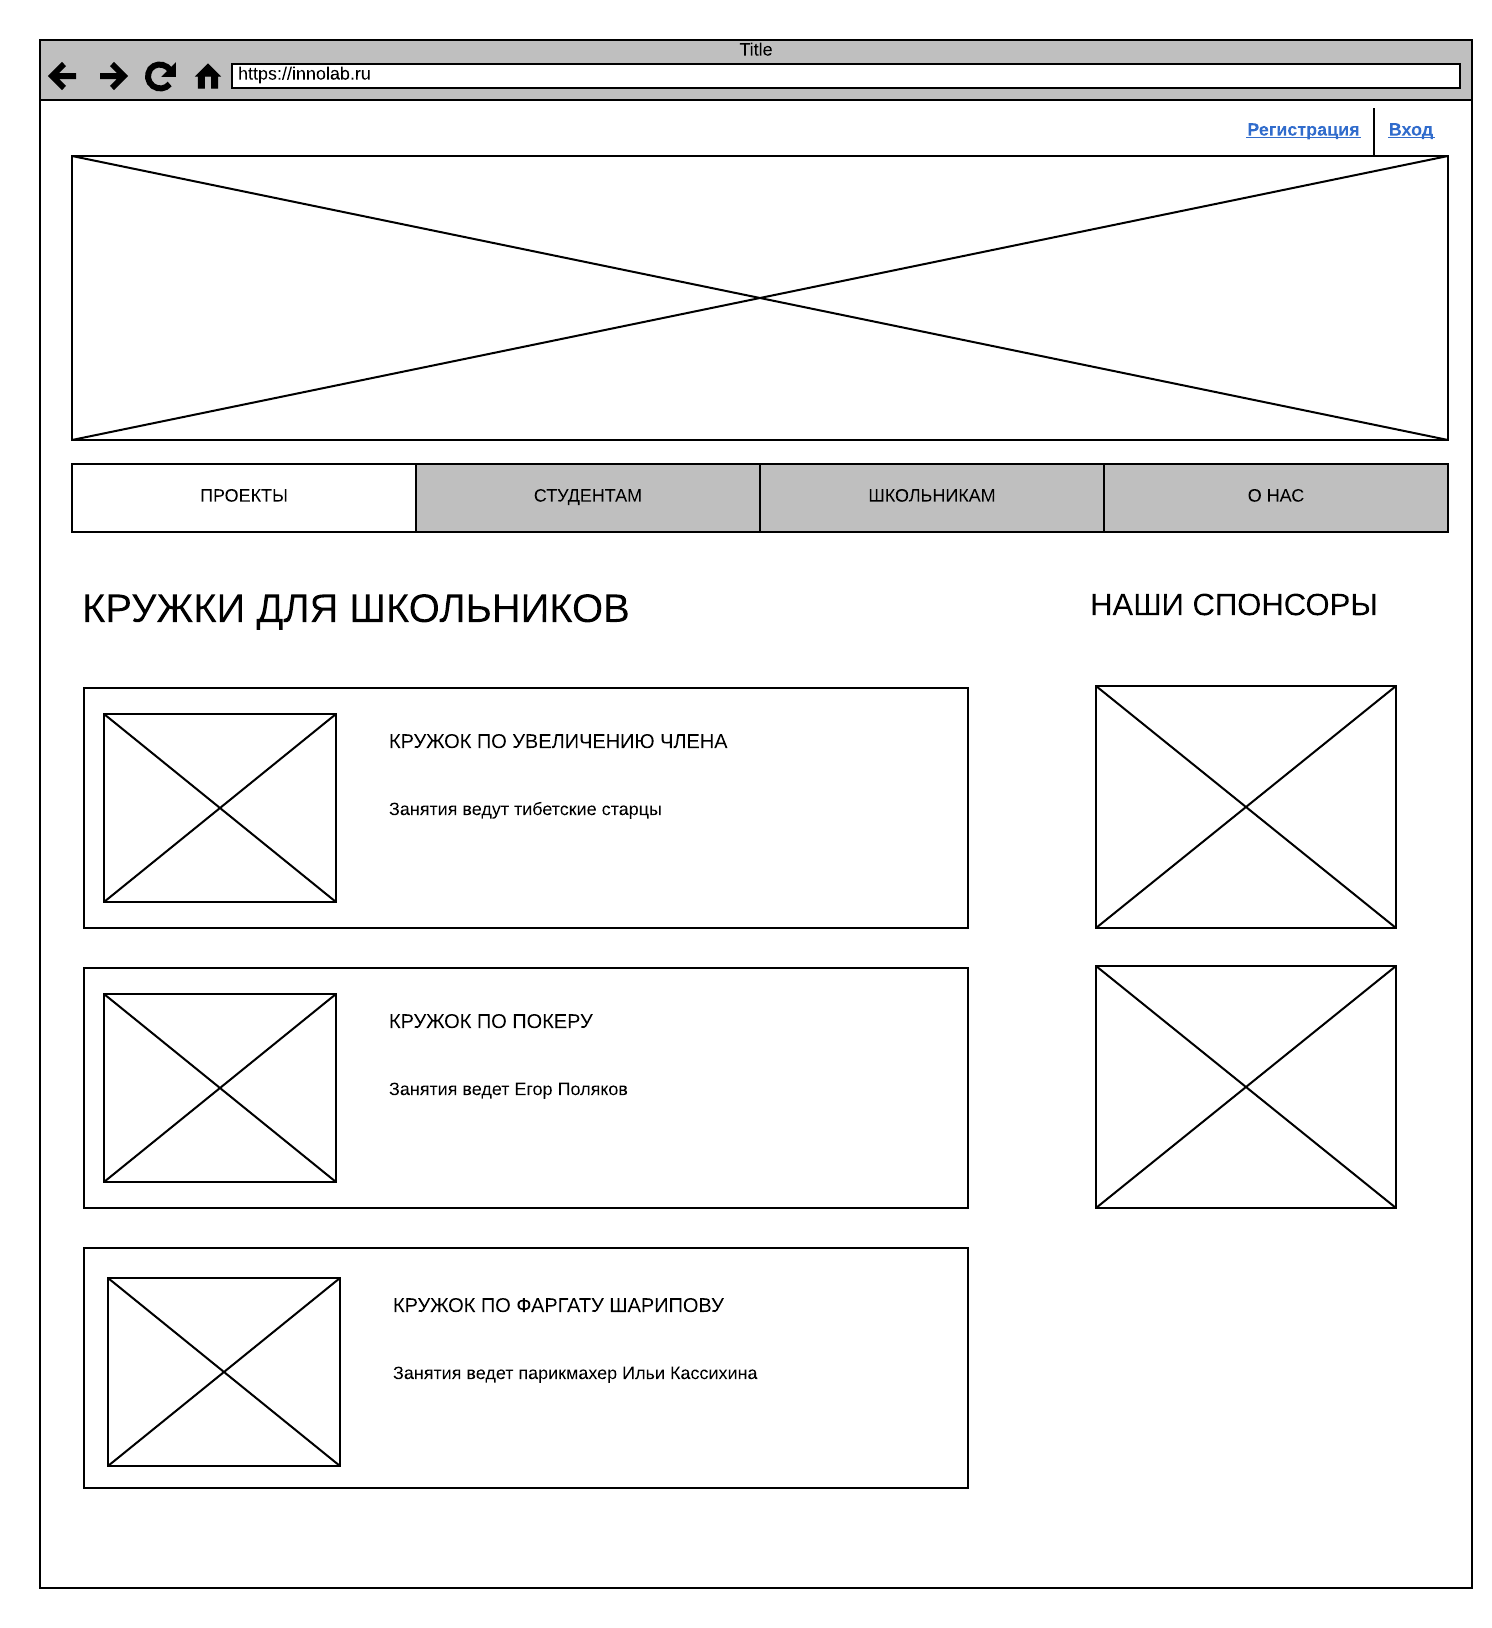 Title
https://innolab.ru
Регистрация
Вход
ПРОЕКТЫ
СТУДЕНТАМ
ШКОЛЬНИКАМ
О НАС
КРУЖКИ ДЛЯ ШКОЛЬНИКОВ
НАШИ СПОНСОРЫ
КРУЖОК ПО УВЕЛИЧЕНИЮ ЧЛЕНА
Занятия ведут тибетские старцы
КРУЖОК ПО ПОКЕРУ
Занятия ведет Егор Поляков
КРУЖОК ПО ФАРГАТУ ШАРИПОВУ
Занятия ведет парикмахер Ильи Кассихина